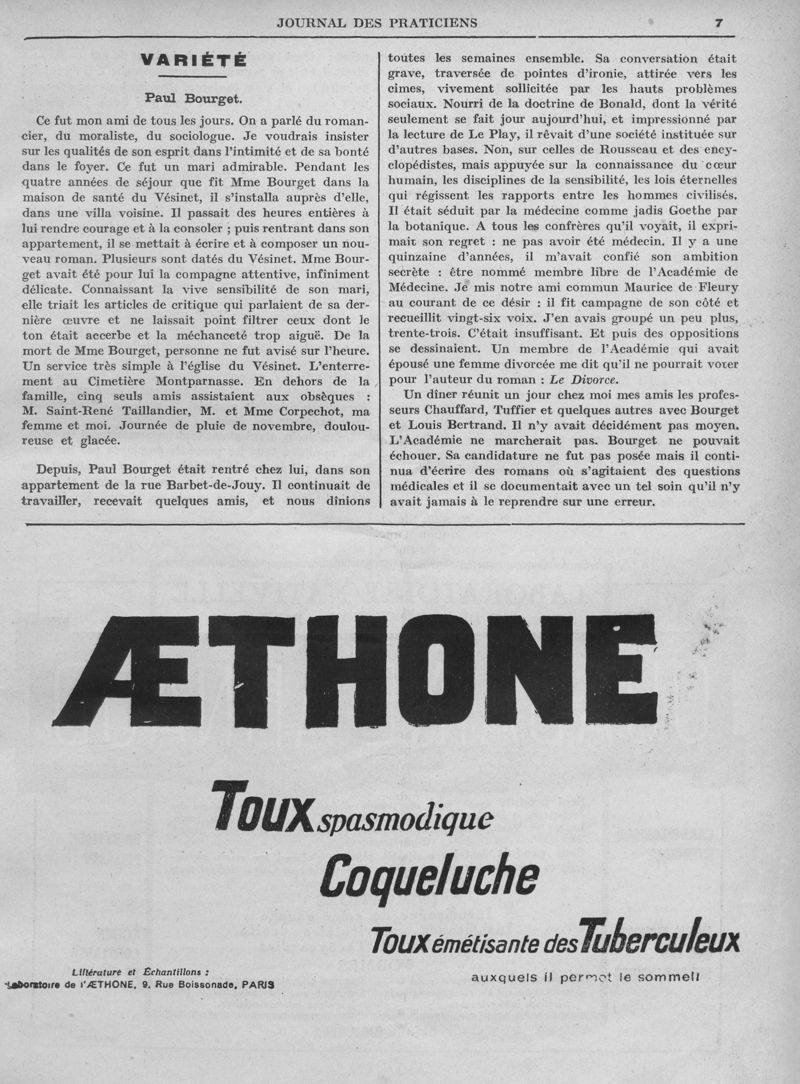 JOURNAL DES PRATICIENS
7
VARIÉTÉ
Paul Bourget.
Ce fut mon ami de tous les jours. On a parlé du roman-
cier, du moraliste, du sociologue. Je voudrais insister
sur les qualités de son esprit dans l'intimité et de sa bonté
dans le foyer. Ce fut un mari admirable. Pendant les
quatre années de séjour que fit Mme Bourget dans la
maison de santé du Vésinet, il s'installa auprès d'elle,
dans une villa voisine. Il passait des heures entières à
lui rendre courage et à la consoler ; puis rentrant dans son
appartement, il se mettait à écrire et à composer un nou-
veau roman. Plusieurs sont datés du Vésinet. Mme Bour-
get avait été pour lui la compagne attentive, infiniment
délicate. Connaissant la vive sensibilité de son mari,
elle triait les articles de critique qui parlaient de sa der-
nière œuvre et ne laissait point filtrer ceux dont le
ton était accerbe et la méchanceté trop aiguë. De la
mort de Mme Bourget, personne ne fut avisé sur l'heure.
Un service très simple à l'église du Vésinet. L'enterre-
ment au Cimetière Montparnasse. En dehors de la
famille, cinq seuls amis assistaient aux obsèques :
M. Saint-René Taillandier, M. et Mme Corpechot, ma
femme et moi. Journée de pluie de novembre, doulou-
reuse et glacée.
Depuis, Paul Bourget était rentré chez lui, dans son
appartement de la rue Barbet-de-Jouy. Il continuait de
travailler, recevait quelques amis, et nous dînions
toutes les semaines ensemble. Sa conversation était
grave, traversée de pointes d'ironie, attirée vers les
cimes, vivement sollicitée par les hauts problèmes
sociaux. Nourri de la doctrine de Bonald, dont la vérité
seulement se fait jour aujourd'hui, et impressionné par
la lecture de Le Play, il rêvait d'une société instituée sur
d'autres bases. Non, sur celles de Rousseau et des ency-
clopédistes, mais appuyée sur la connaissance du cœur
humain, les disciplines de la sensibilité, les lois éternelles
qui régissent les rapports entre les hommes civilisés.
Il était séduit par la médecine comme jadis Goethe par
la botanique. A tous les confrères qu'il voyait, il expri-
mait son regret : ne pas avoir été médecin. Il y a une
quinzaine d'années, il m'avait confié son ambition
secrète : être nommé membre libre de l'Académie de
Médecine. Je mis notre ami commun Maurice de Fleury
au courant de ce désir : il fit campagne de son côté et
recueillit vingt-six voix. J'en avais groupé un peu plus,
trente-trois. C'était insuffisant. Et puis des oppositions
se dessinaient. Un membre de l'Académie qui avait
épousé une femme divorcée me dit qu'il ne pourrait voter
pour l'auteur du roman : Le Divorce.
Un dîner réunit un jour chez moi mes amis les profes-
seurs Chauffard, Tuffier et quelques autres avec Bourget
et Louis Bertrand. Il n'y avait décidément pas moyen.
L'Académie ne marcherait pas. Bourget ne pouvait
échouer. Sa candidature ne fut pas posée mais il conti-
nua d'écrire des romans où s'agitaient des questions
médicales et il se documentait avec un tel soin qu'il n'y
avait jamais à le reprendre sur une erreur.
ÆTHONE
Toux spasmodique
Coqueluche
Toux émétisante des Tuberculeux
auxquels il permet le sommeil
Littérature et Échantillons :
Laboratoire de l'ÆTHONE, 9, Rue Boissonade, PARIS